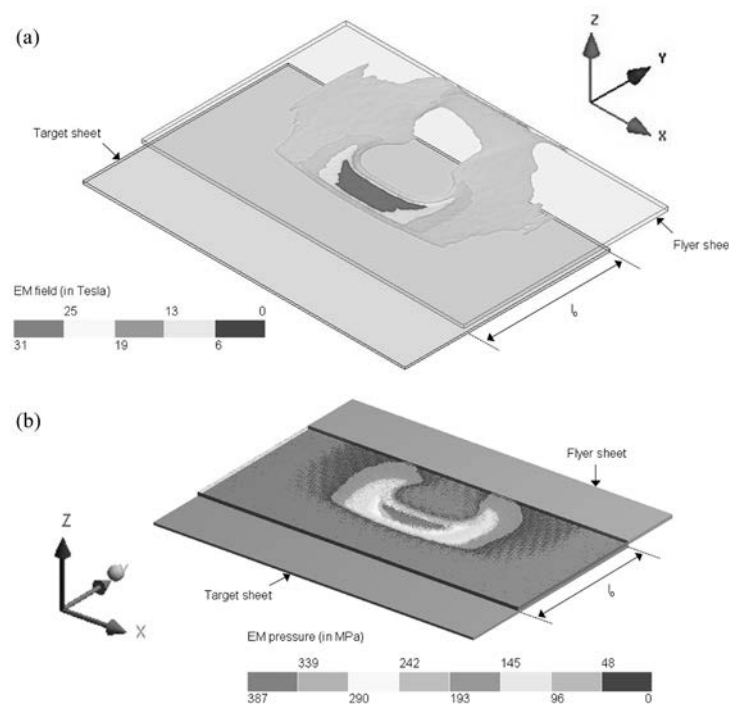 (a)
Z
Y
X
Target sheet
Flyer shee
l₀
EM field (in Tesla)
25 13 0
31 19 6
(b)
Flyer sheet
Z
Y
X
Target sheet
l₀
EM pressure (in MPa)
339 242 145 48
387 290 193 96 0